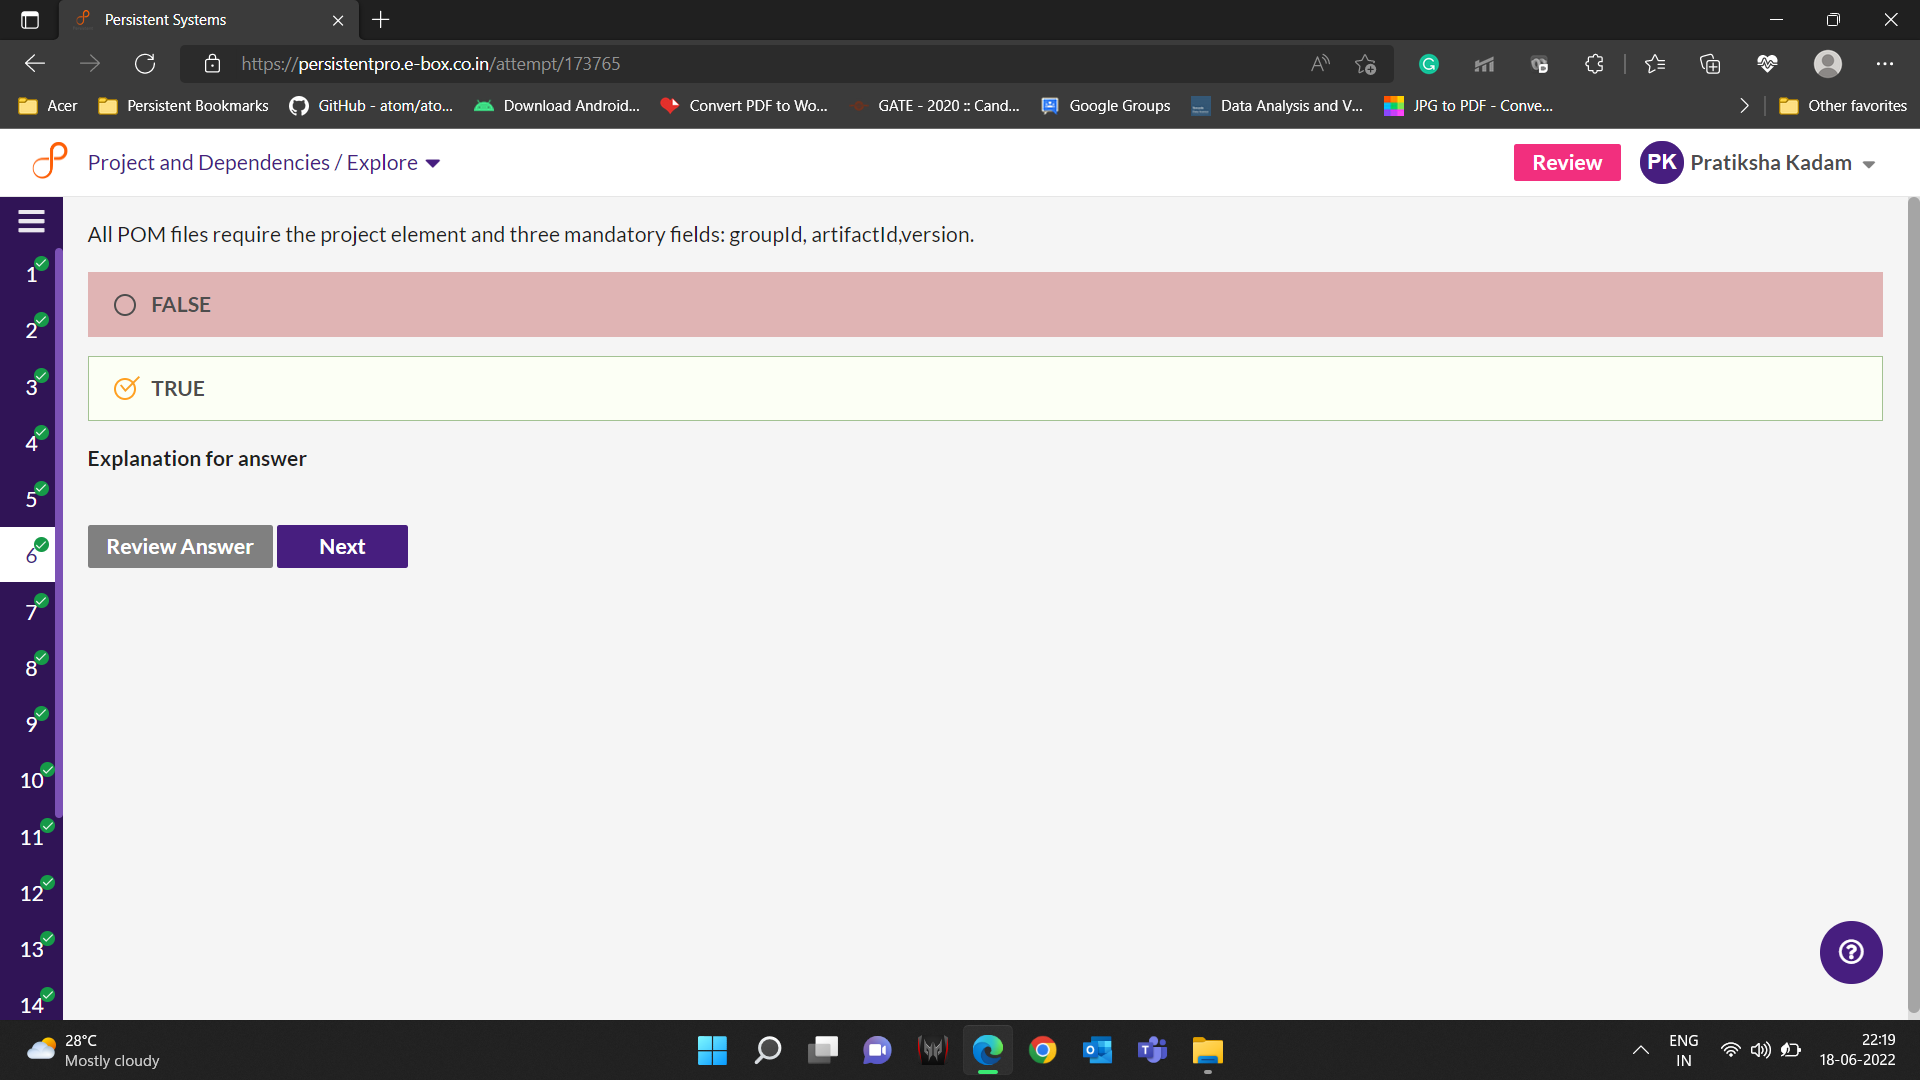 Persistent Systems
https://persistentpro.e-box.co.in/attempt/173765
Acer
Persistent Bookmarks
GitHub - atom/ato...
Download Android...
Convert PDF to Wo...
GATE - 2020 :: Cand...
Google Groups
Data Analysis and V...
JPG to PDF - Conve...
Other favorites
Project and Dependencies / Explore
Review
PK
Pratiksha Kadam
All POM files require the project element and three mandatory fields: groupId, artifactId,version.
FALSE
TRUE
Explanation for answer
Review Answer
Next
1
2
3
4
5
6
7
8
9
10
11
12
13
14
28°C
Mostly cloudy
ENG
IN
22:19
18-06-2022